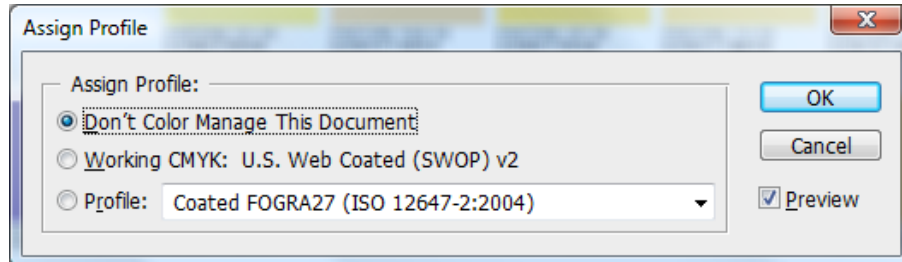 Assign Profile
Assign Profile:
Don't Color Manage This Document
Working CMYK: U.S. Web Coated (SWOP) v2
Profile: Coated FOGRA27 (ISO 12647-2:2004)
OK
Cancel
Preview